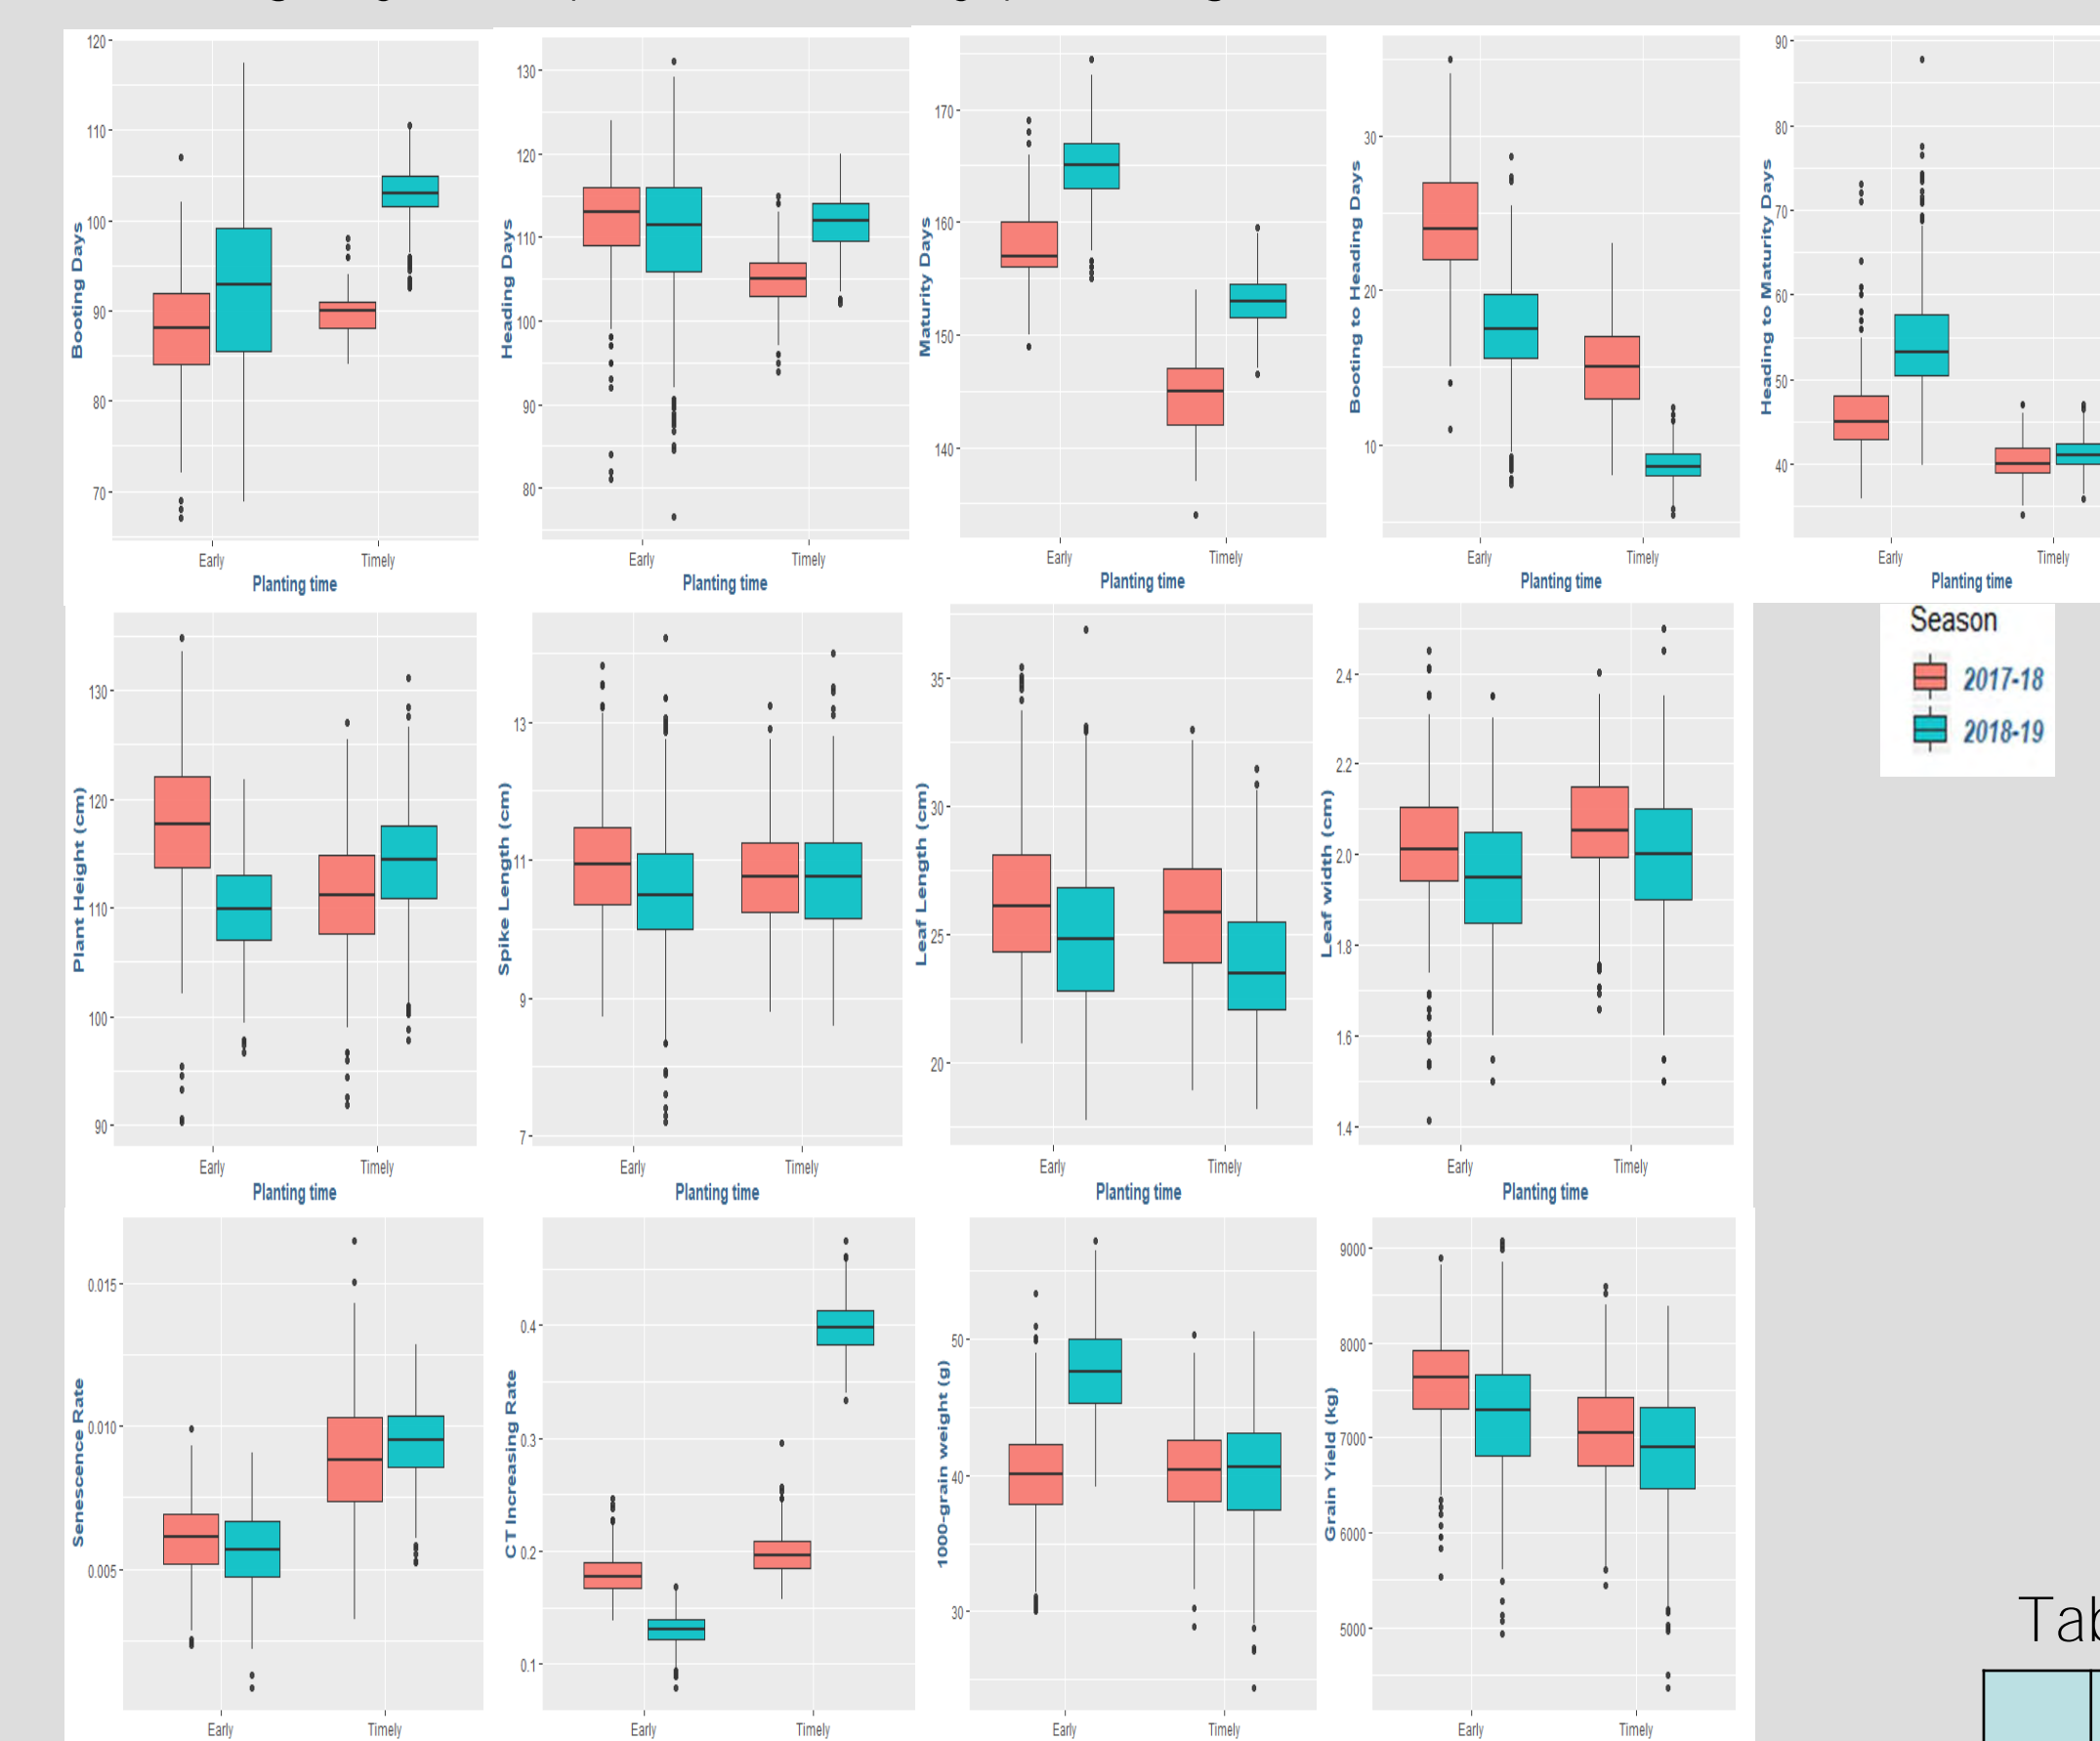 Booting Days
120
110
100
90
80
70
Early
Timely
Planting time
Heading Days
130
120
110
100
90
80
Early
Timely
Planting time
Maturity Days
170
160
150
140
Early
Timely
Planting time
Booting to Heading Days
30
20
10
Early
Timely
Planting time
Heading to Maturity Days
90
80
70
60
50
40
Early
Timely
Planting time
Season
2017-18
2018-19
Plant Height (cm)
130
120
110
100
90
Early
Timely
Planting time
Spike Length (cm)
13
11
9
7
Early
Timely
Planting time
Leaf Length (cm)
35
30
25
20
Early
Timely
Planting time
Leaf width (cm)
2.4
2.2
2.0
1.8
1.6
1.4
Early
Timely
Planting time
Senescence Rate
0.015
0.010
0.005
Early
Timely
CT Increasing Rate
0.4
0.3
0.2
0.1
Early
Timely
1000-grain weight (g)
50
40
30
Early
Timely
Grain Yield (kg)
9000
8000
7000
6000
5000
Early
Timely